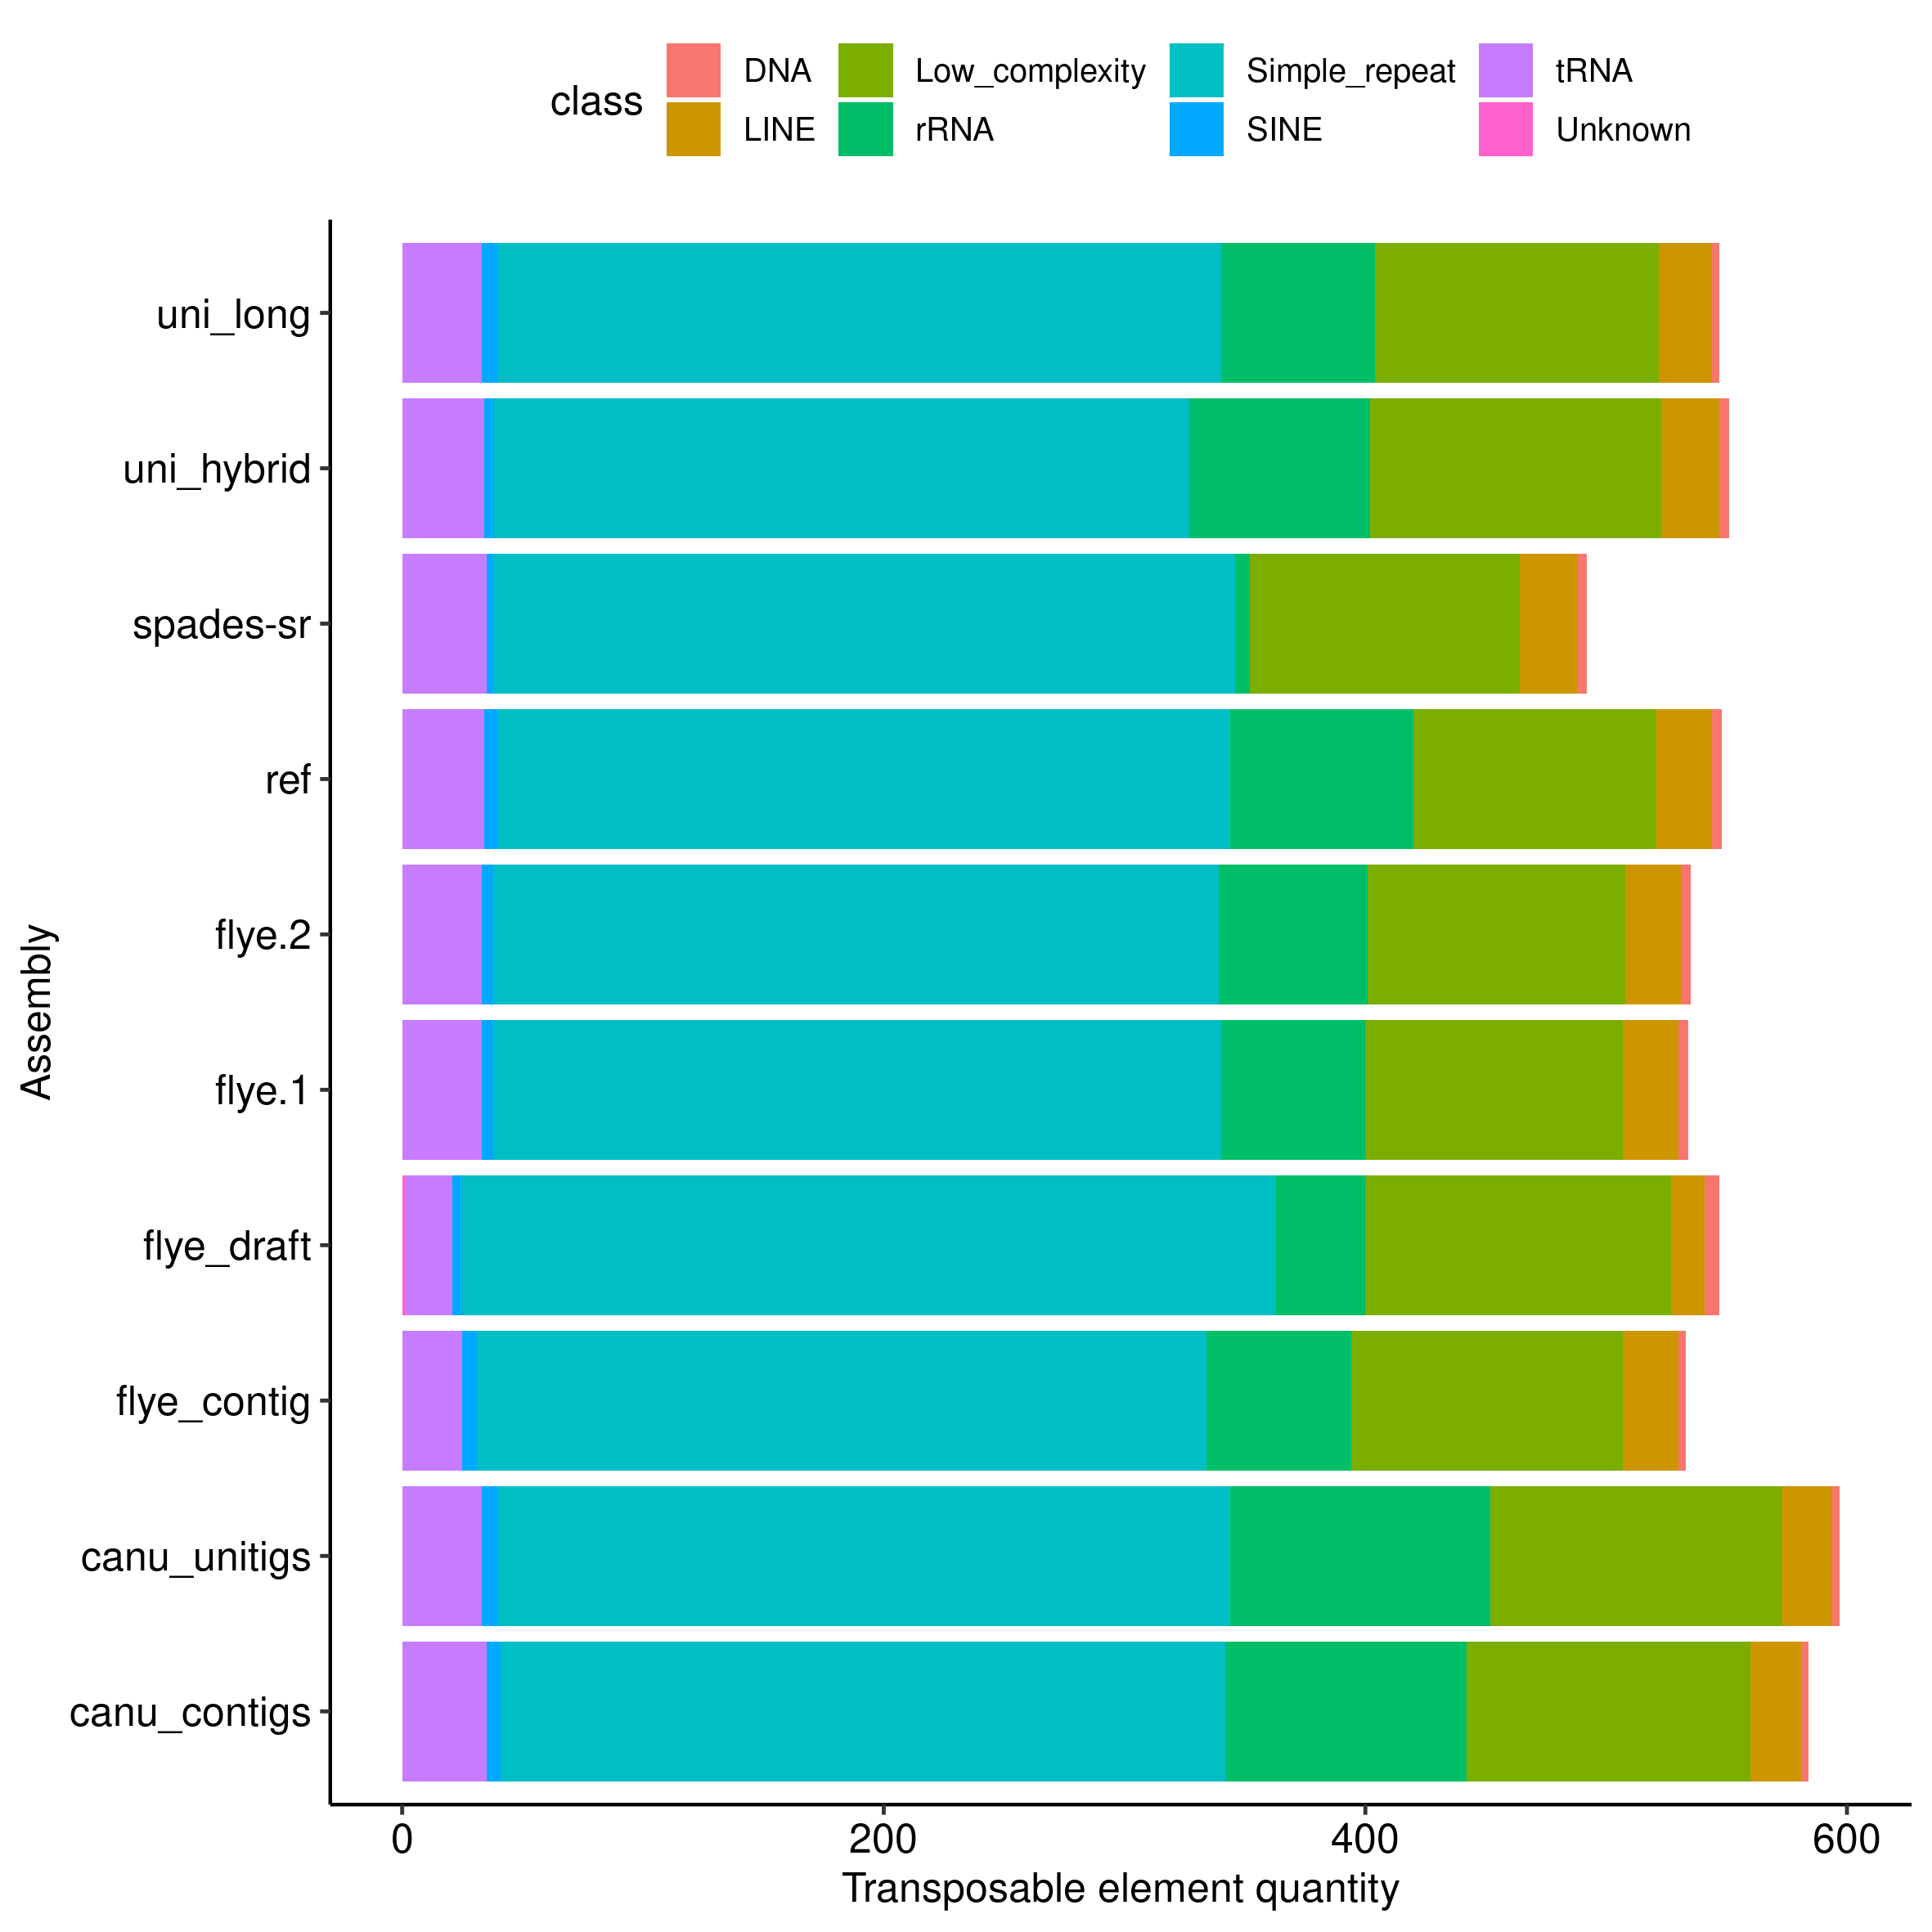 class
DNA
Low_complexity
Simple_repeat
tRNA
LINE
rRNA
SINE
Unknown
uni_long
uni_hybrid
spades-sr
ref
flye.2
flye.1
flye_draft
flye_contig
canu_unitigs
canu_contigs
Assembly
0
200
400
600
Transposable element quantity